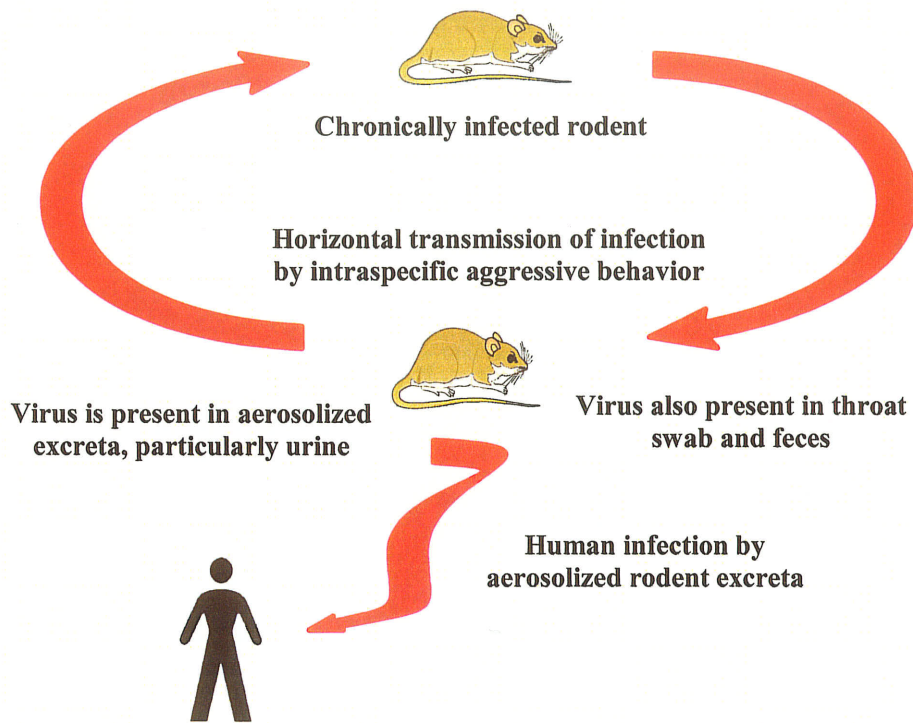 Chronically infected rodent
Horizontal transmission of infection
by intraspecific aggressive behavior
Virus is present in aerosolized
excreta, particularly urine
Virus also present in throat
swab and feces
Human infection by
aerosolized rodent excreta